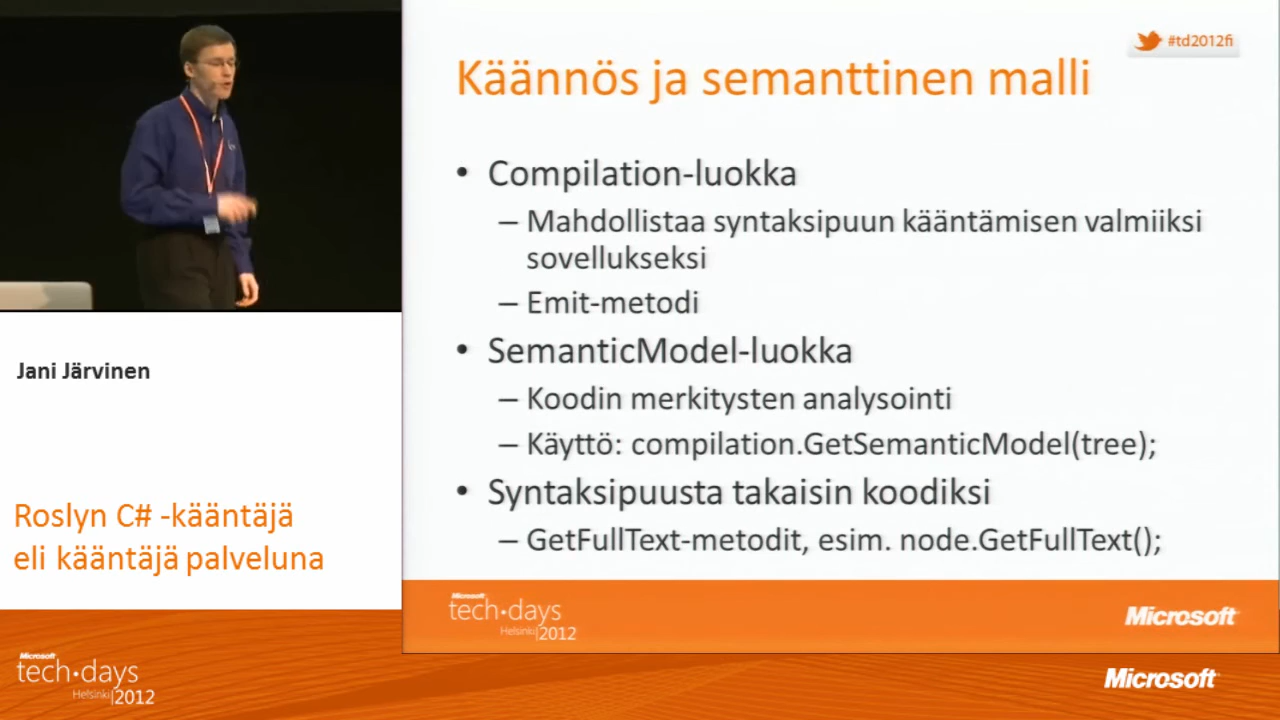 #td2012fi
Käännös ja semanttinen malli
• Compilation-luokka
– Mahdollistaa syntaksipuun kääntämisen valmiiksi
sovellukseksi
– Emit-metodi
• SemanticModel-luokka
– Koodin merkitysten analysointi
– Käyttö: compilation.GetSemanticModel(tree);
• Syntaksipuusta takaisin koodiksi
– GetFullText-metodit, esim. node.GetFullText();
Microsoft
tech·days
Helsinki|2012
Microsoft
Jani Järvinen
Roslyn C# -kääntäjä
eli kääntäjä palveluna
Microsoft
tech·days
Helsinki|2012
Microsoft